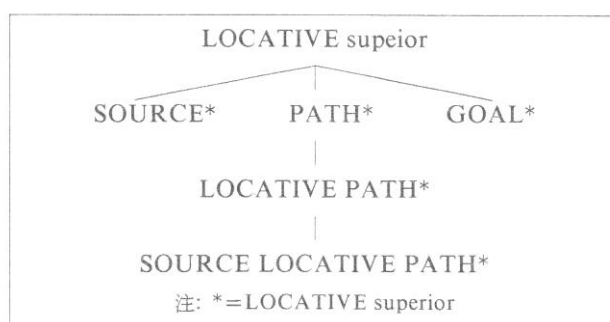 LOCATIVE supeior
SOURCE* PATH* GOAL*
LOCATIVE PATH*
SOURCE LOCATIVE PATH*
注: *=LOCATIVE superior